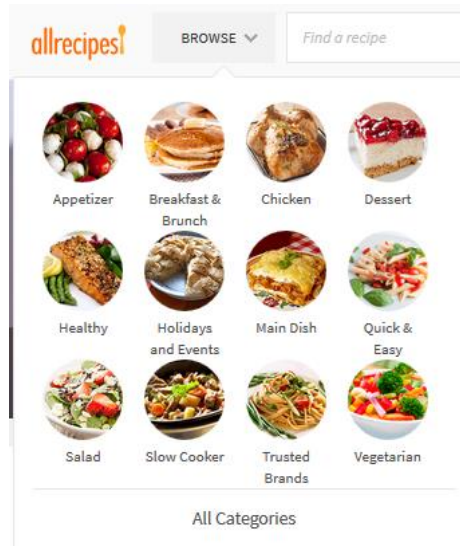 allrecipes!
BROWSE
Find a recipe
Appetizer
Breakfast &
Brunch
Chicken
Dessert
Healthy
Holidays
and Events
Main Dish
Quick &
Easy
Salad
Slow Cooker
Trusted
Brands
Vegetarian
All Categories